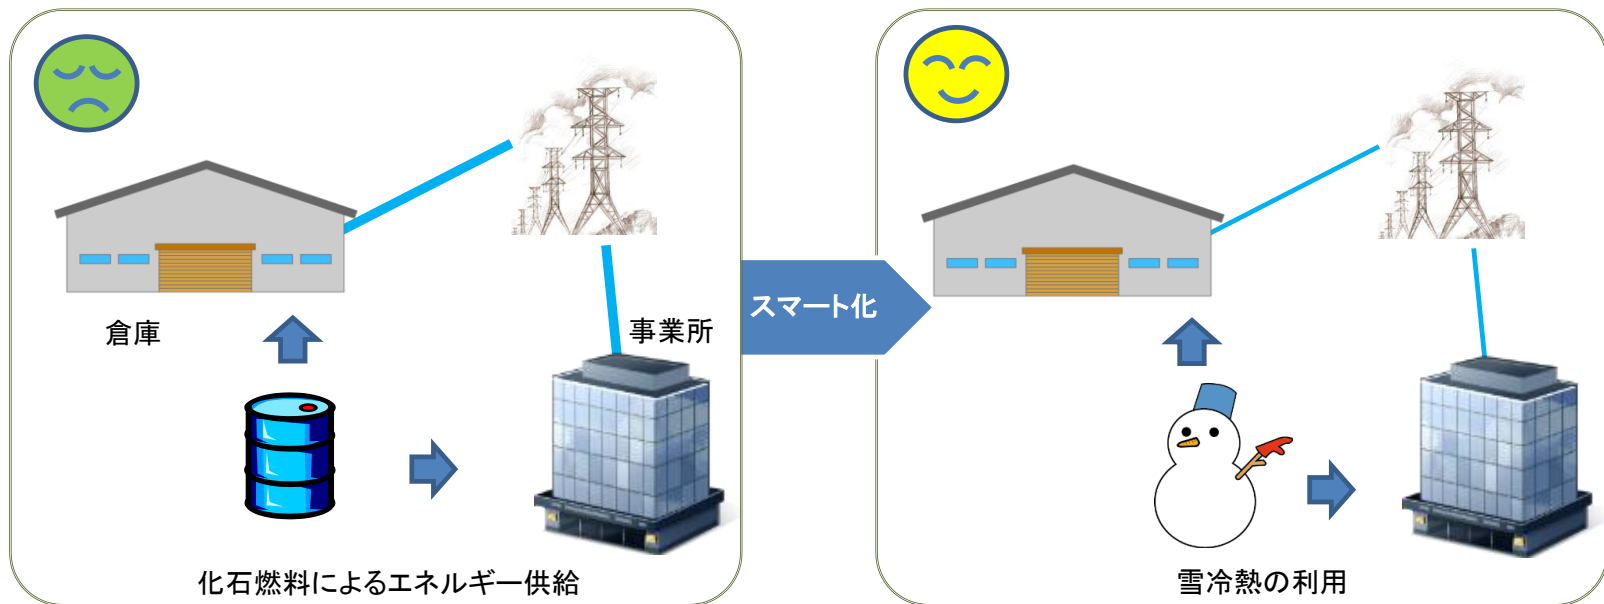 スマート化
倉庫
事業所
化石燃料によるエネルギー供給
雪冷熱の利用